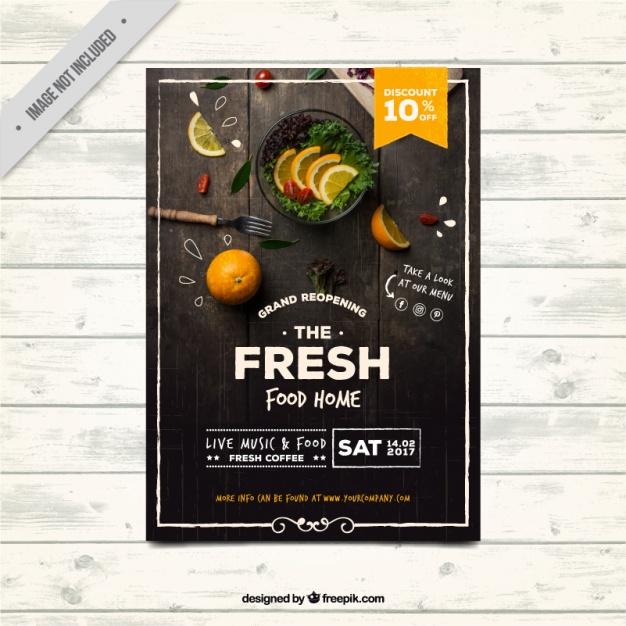 IMAGE NOT INCLUDED
DISCOUNT
10% OFF
TAKE A LOOK
AT OUR MENU
GRAND REOPENING
· THE ·
FRESH
FOOD HOME
LIVE MUSIC & FOOD
★★ FRESH COFFEE ★★
SAT 14.02
2017
MORE INFO CAN BE FOUND AT WWW.YOURCOMPANY.COM
designed by freepik.com